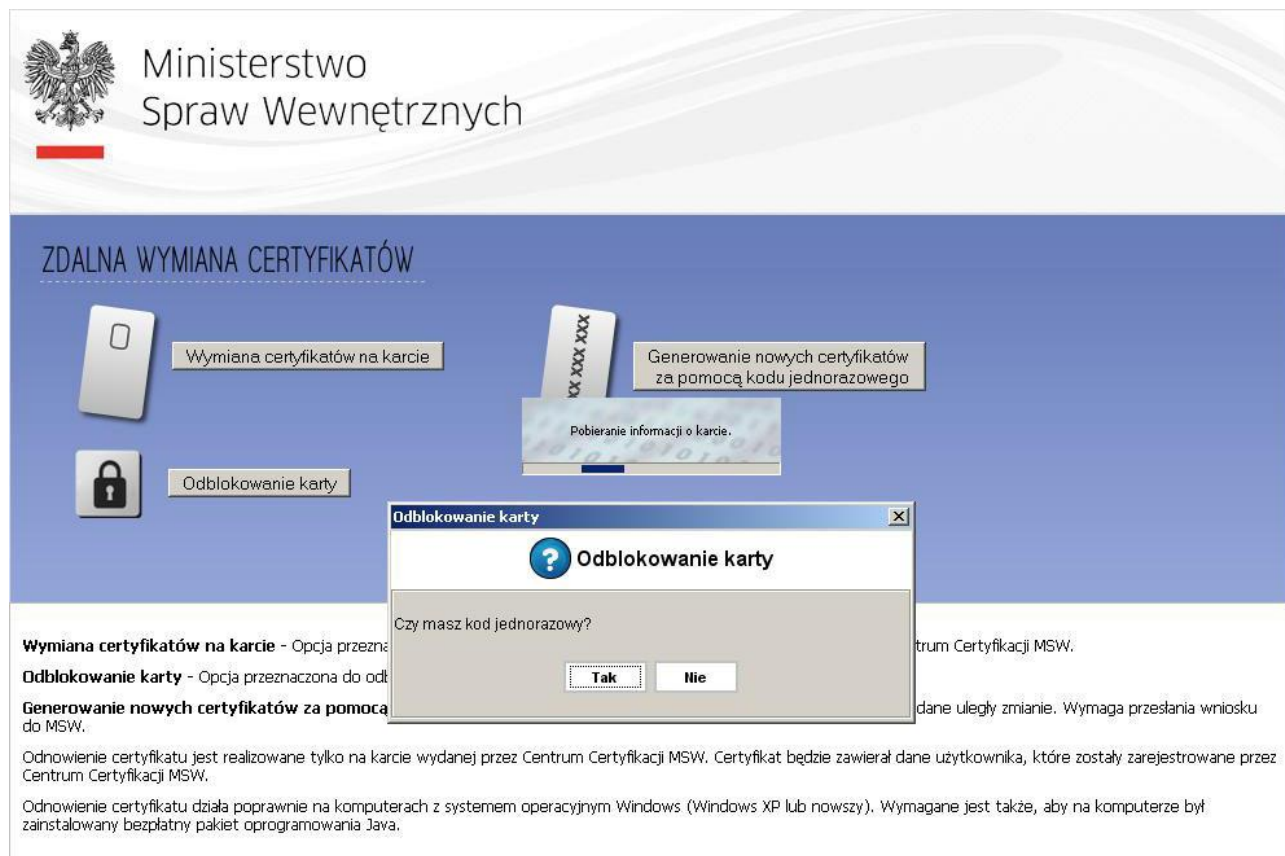 Ministerstwo
Spraw Wewnętrznych
ZDALNA WYMIANA CERTYFIKATÓW
Wymiana certyfikatów na karcie
XX XXX XXX
Generowanie nowych certyfikatów
za pomocą kodu jednorazowego
Pobieranie informacji o karcie.
Odblokowanie karty
Odblokowanie karty
Odblokowanie karty
Czy masz kod jednorazowy?
Tak Nie
Wymiana certyfikatów na karcie - Opcja przezna trum Certyfikacji MSW.
Odblokowanie karty - Opcja przeznaczona do odb
Generowanie nowych certyfikatów za pomocą dane uległy zmianie. Wymaga przesłania wniosku
do MSW.
Odnowienie certyfikatu jest realizowane tylko na karcie wydanej przez Centrum Certyfikacji MSW. Certyfikat będzie zawierał dane użytkownika, które zostały zarejestrowane przez
Centrum Certyfikacji MSW.
Odnowienie certyfikatu działa poprawnie na komputerach z systemem operacyjnym Windows (Windows XP lub nowszy). Wymagane jest także, aby na komputerze był
zainstalowany bezpłatny pakiet oprogramowania Java.